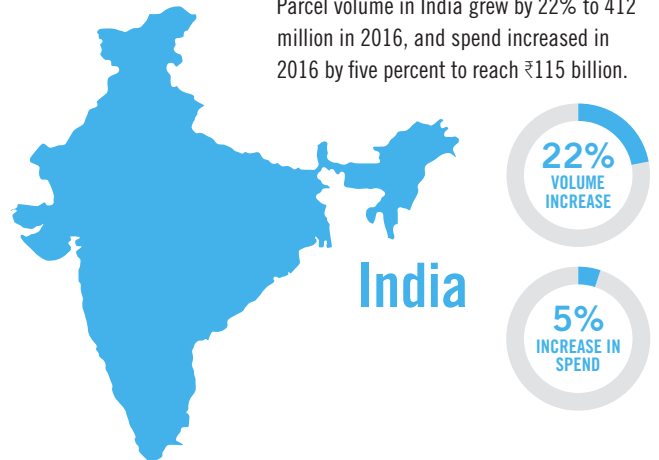 Parcel volume in India grew by 22% to 412
million in 2016, and spend increased in
2016 by five percent to reach ₹115 billion.
22%
VOLUME
INCREASE
India
5%
INCREASE IN
SPEND